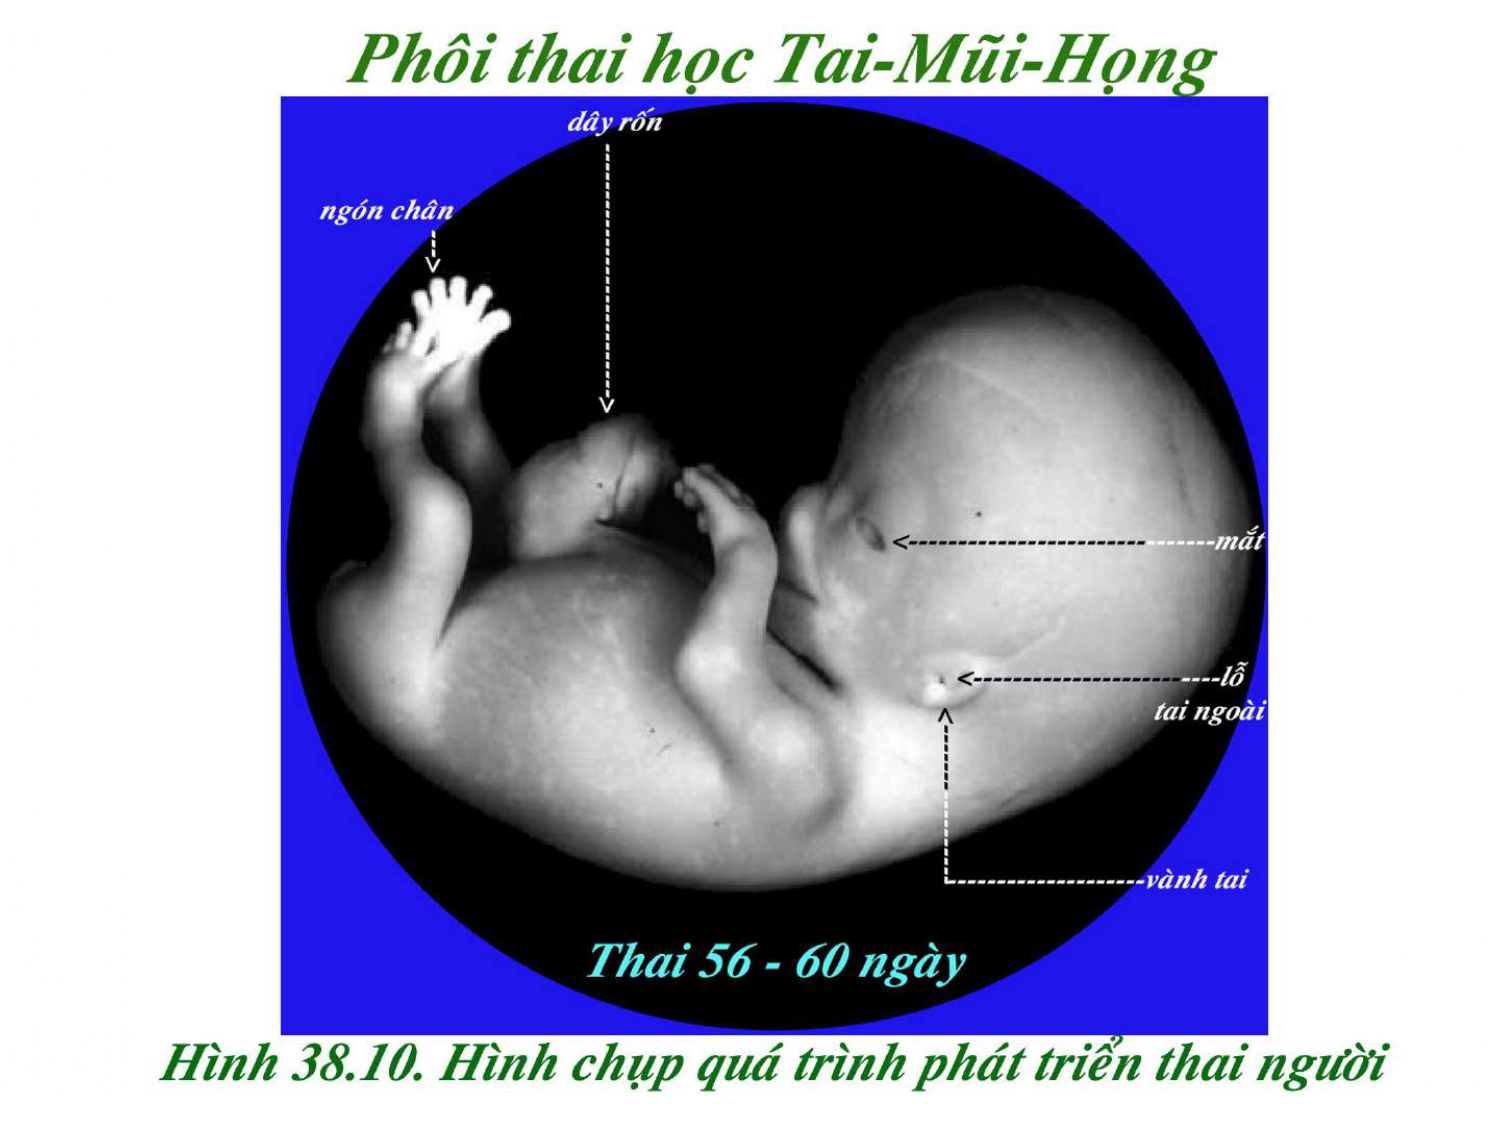 Phôi thai học Tai-Mũi-Họng
dây rốn
ngón chân
mắt
lỗ
tai ngoài
vành tai
Thai 56 - 60 ngày
Hình 38.10. Hình chụp quá trình phát triển thai người